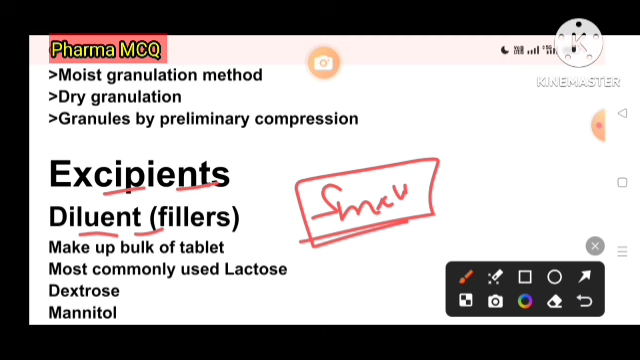 Pharma MCQ
>Moist granulation method
>Dry granulation
>Granules by preliminary compression
KINEMASTER
Excipients
Diluent (fillers)
Make up bulk of tablet
Most commonly used Lactose
Dextrose
Mannitol